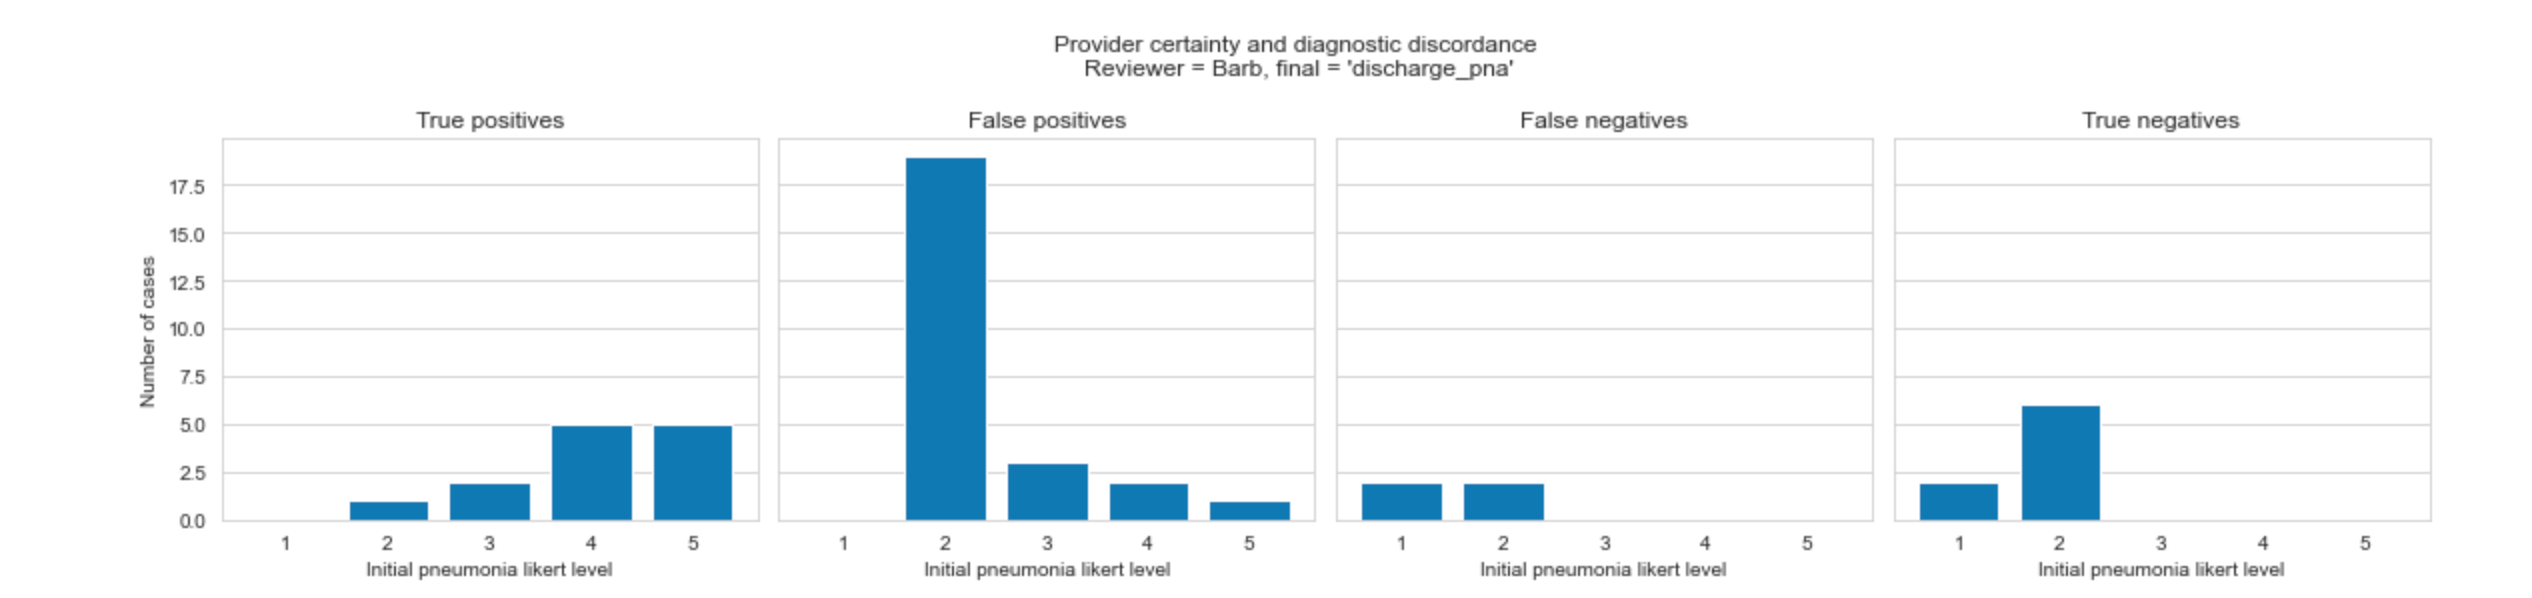 Provider certainty and diagnostic discordance
Reviewer = Barb, final = 'discharge_pna'
True positives
False positives
False negatives
True negatives
Number of cases
17.5
15.0
12.5
10.0
7.5
5.0
2.5
0.0
1 2 3 4 5
Initial pneumonia likert level
1 2 3 4 5
Initial pneumonia likert level
1 2 3 4 5
Initial pneumonia likert level
1 2 3 4 5
Initial pneumonia likert level